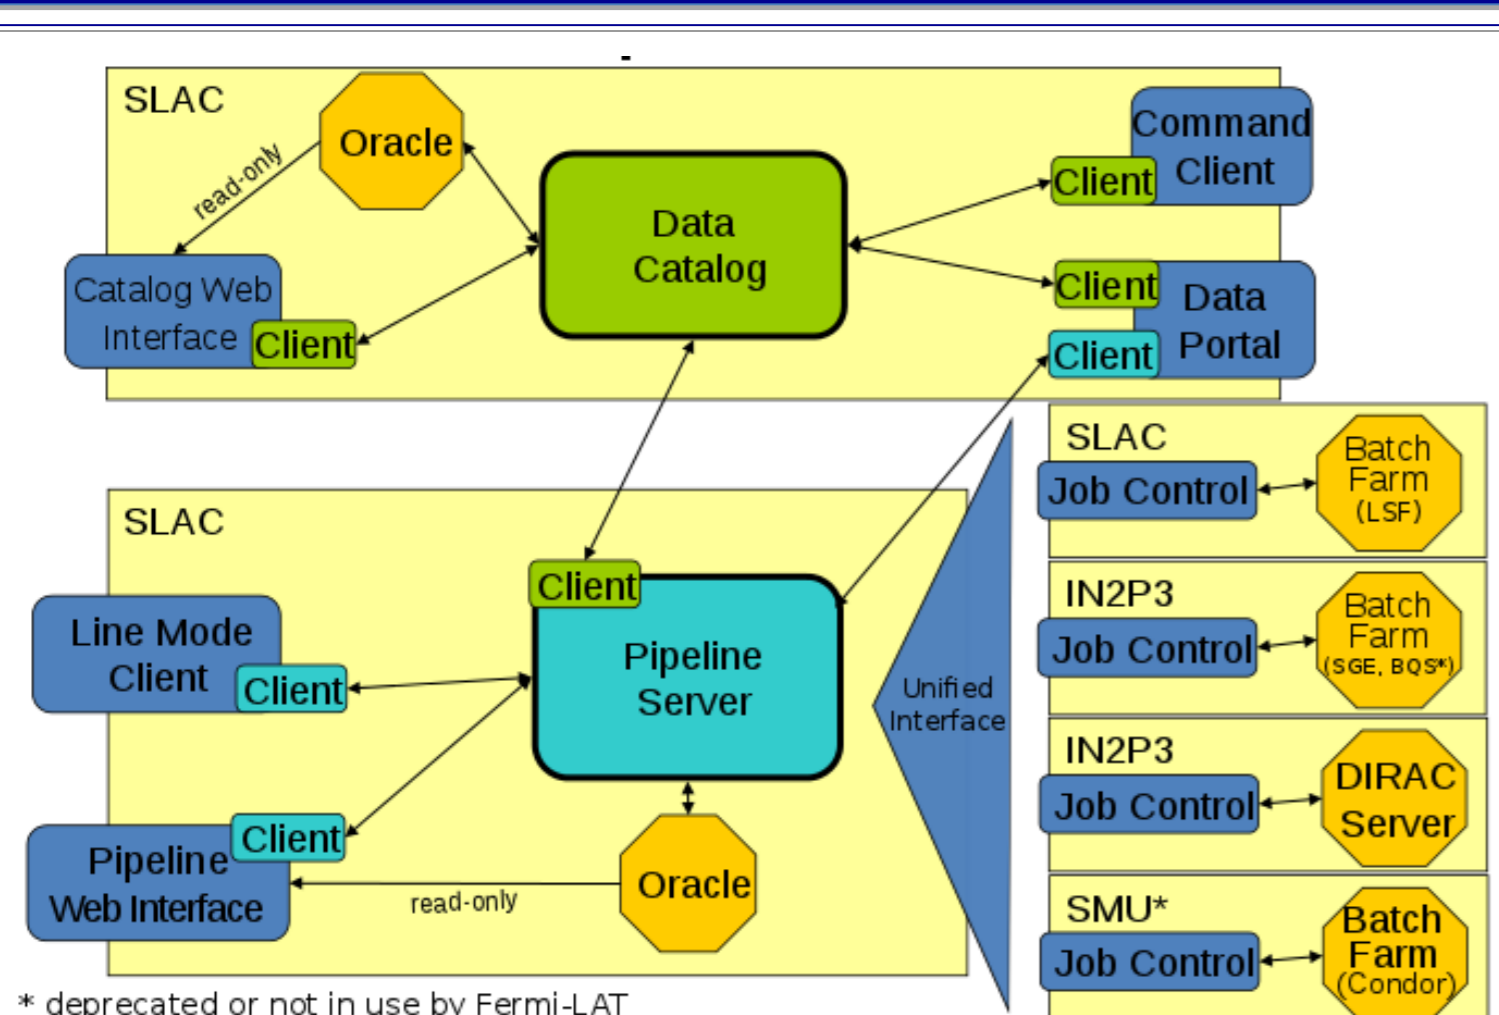 SLAC
Oracle
read-only
Catalog Web
Interface
Client
Data
Catalog
Command
Client
Client
Client
Data
Portal
Client
SLAC
Line Mode
Client
Client
Client
Pipeline
Server
Pipeline
Web Interface
Client
read-only
Oracle
Unified
Interface
SLAC
Job Control
Batch
Farm
(LSF)
IN2P3
Job Control
Batch
Farm
(SGE, BQS*)
IN2P3
Job Control
DIRAC
Server
SMU*
Job Control
Batch
Farm
(Condor)
* deprecated or not in use by Fermi-LAT